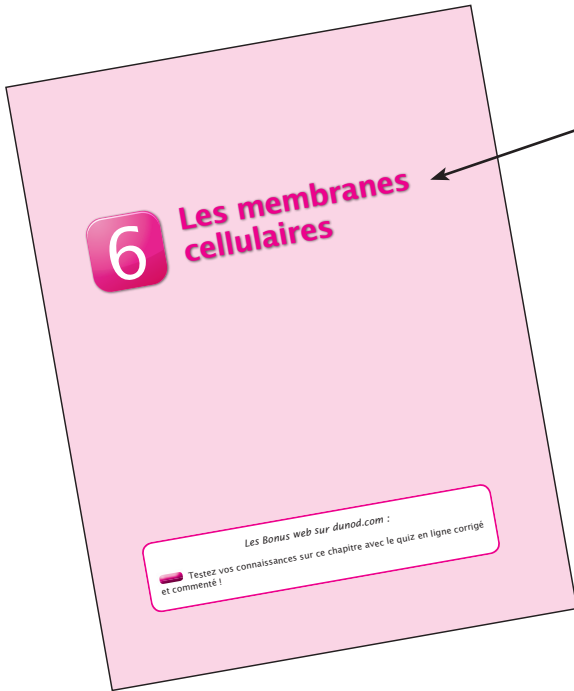 6
Les membranes
cellulaires
Les Bonus web sur dunod.com :
Testez vos connaissances sur ce chapitre avec le quiz en ligne corrigé
et commenté !